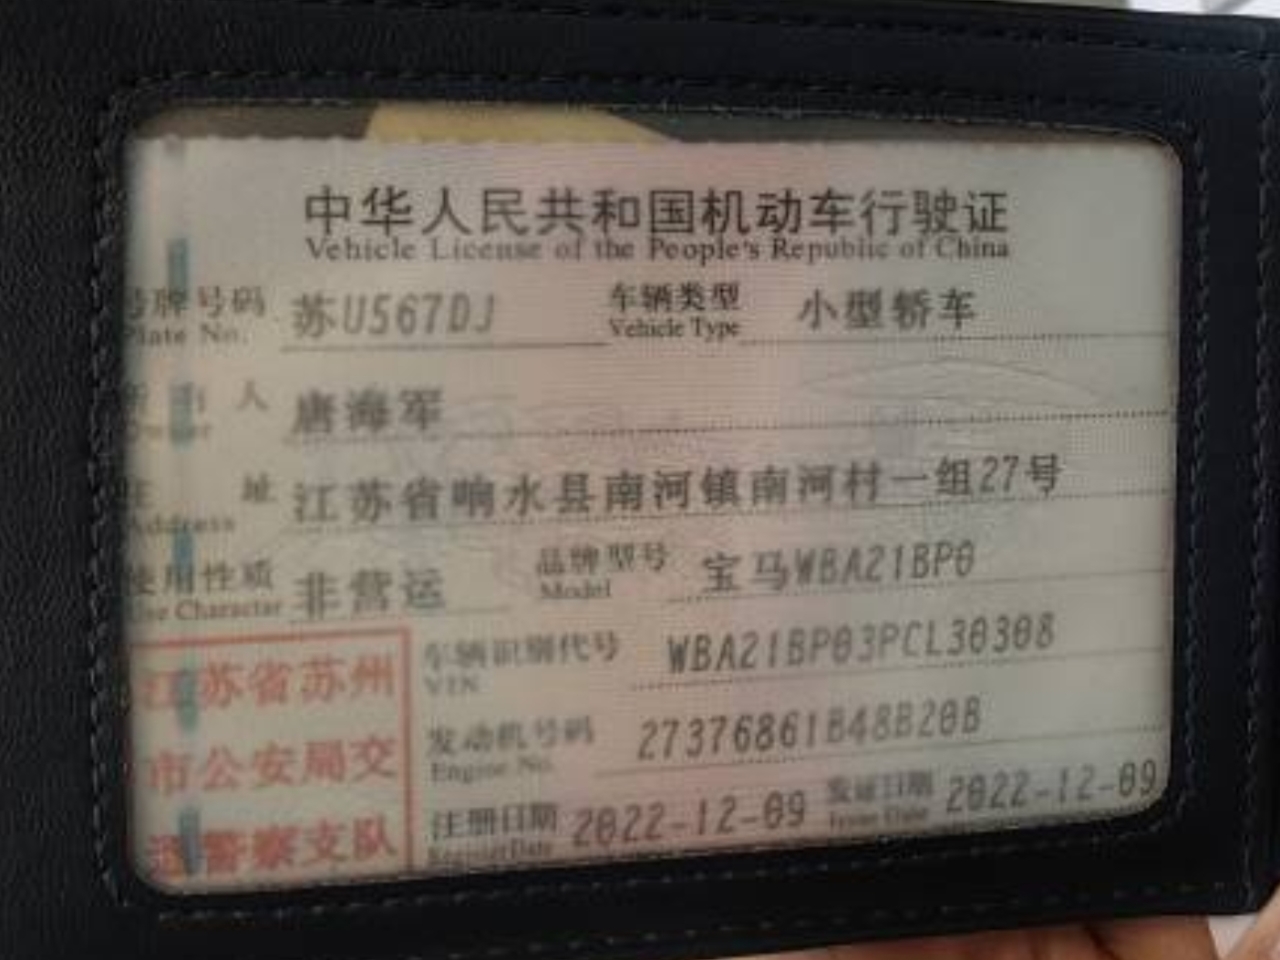 中华人民共和国机动车行驶证
Vehicle License of the People's Republic of China
号牌号码 苏U567DJ 车辆类型 小型轿车
Plate No. Vehicle Type
所有人 唐海军
Owner
住址 江苏省响水县南河镇南河村一组27号
Address
使用性质 非营运 品牌型号 宝马WBA21BP0
Use Character Model
车辆识别代号 WBA21BP03PCL30308
VIN
发动机号码 27376861B48B20B
Engine No.
注册日期 2022-12-09 发证日期 2022-12-09
Register Date Issue Date
江苏省苏州
市公安局交
通警察支队